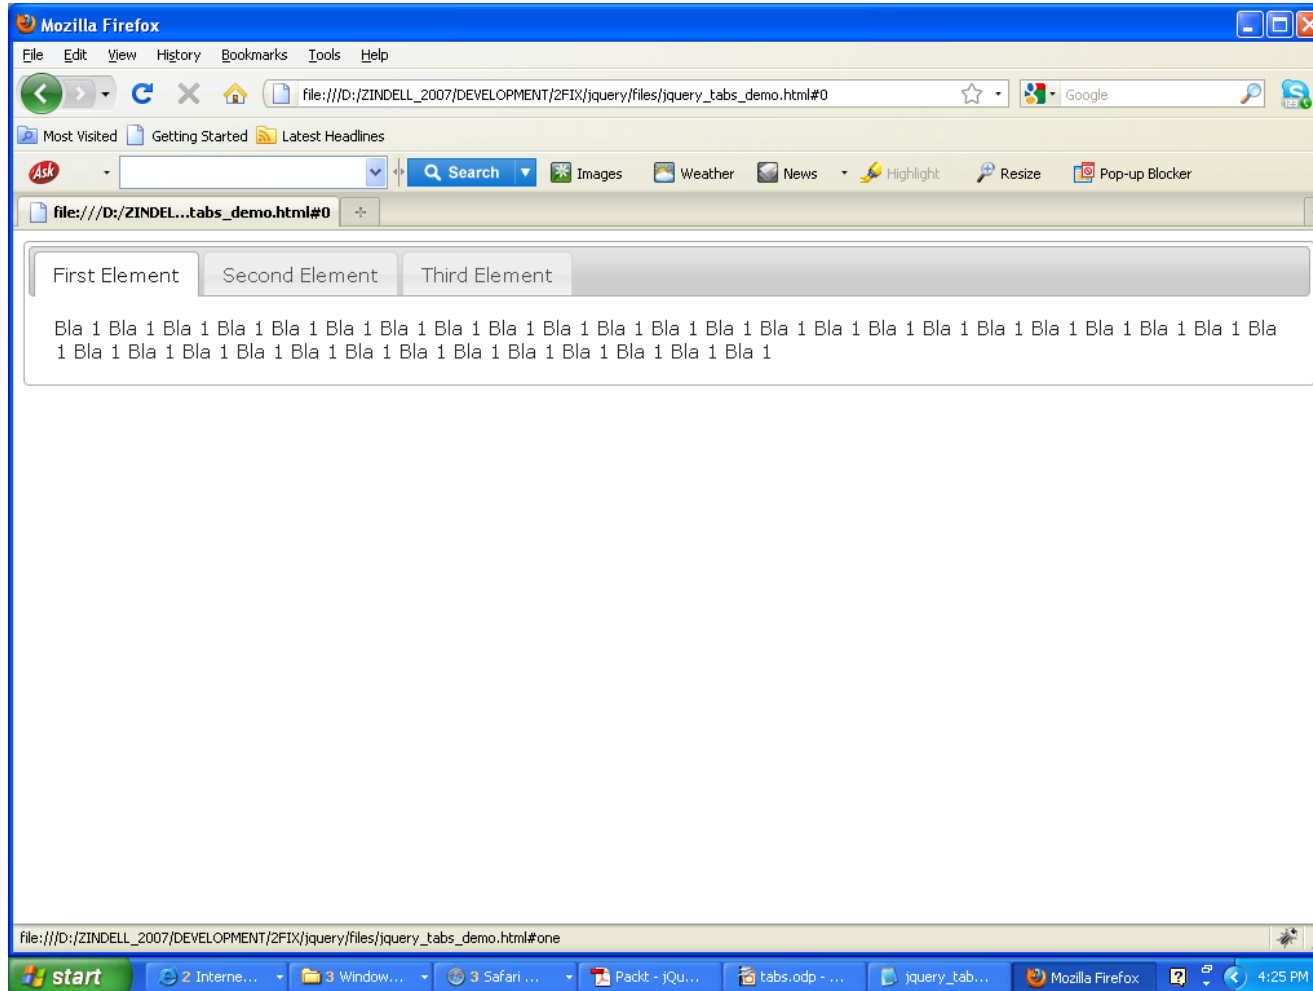 Mozilla Firefox
File Edit View History Bookmarks Tools Help
file:///D:/ZINDELL_2007/DEVELOPMENT/2FIX/jquery/files/jquery_tabs_demo.html#0 Google
Most Visited Getting Started Latest Headlines
Ask Search Images Weather News Highlight Resize Pop-up Blocker
file:///D:/ZINDEL...tabs_demo.html#0
First Element Second Element Third Element
Bla 1 Bla 1 Bla 1 Bla 1 Bla 1 Bla 1 Bla 1 Bla 1 Bla 1 Bla 1 Bla 1 Bla 1 Bla 1 Bla 1 Bla 1 Bla 1 Bla 1 Bla 1 Bla 1 Bla 1 Bla 1 Bla 1 Bla
1 Bla 1 Bla 1 Bla 1 Bla 1 Bla 1 Bla 1 Bla 1 Bla 1 Bla 1 Bla 1 Bla 1 Bla 1 Bla 1
file:///D:/ZINDELL_2007/DEVELOPMENT/2FIX/jquery/files/jquery_tabs_demo.html#one
start 2 Interne... 3 Window... 3 Safari ... Packt - jQu... tabs.odp - ... jquery_tab... Mozilla Firefox 4:25 PM